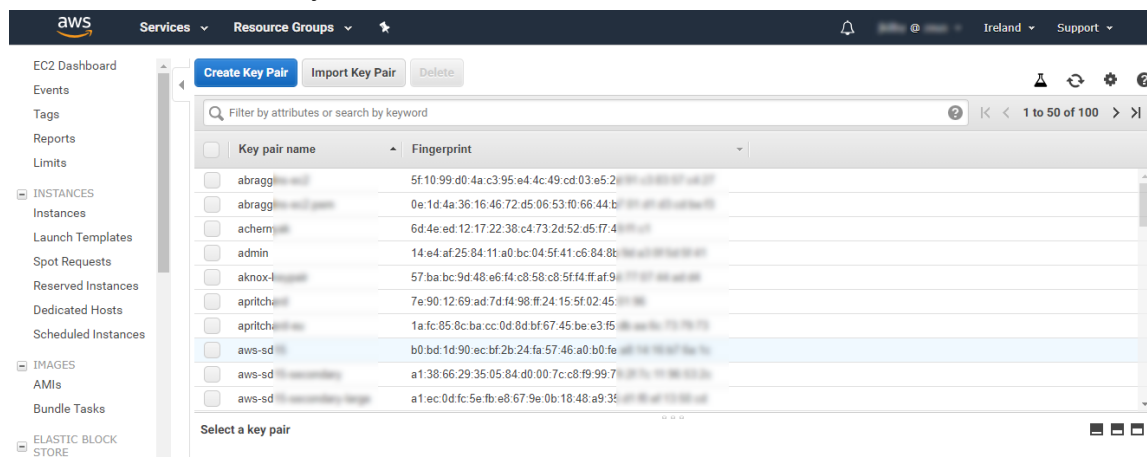 aws Services Resource Groups @ Ireland Support
EC2 Dashboard
Events
Tags
Reports
Limits
INSTANCES
Instances
Launch Templates
Spot Requests
Reserved Instances
Dedicated Hosts
Scheduled Instances
IMAGES
AMIs
Bundle Tasks
ELASTIC BLOCK
STORE
Create Key Pair Import Key Pair Delete
Filter by attributes or search by keyword 1 to 50 of 100
Key pair name Fingerprint
abragg 5f:10:99:d0:4a:c3:95:e4:4c:49:cd:03:e5:2
abragg 0e:1d:4a:36:16:46:72:d5:06:53:f0:66:44:b
achem 6d:4e:ed:12:17:22:38:c4:73:2d:52:d5:f7:4
admin 14:e4:af:25:84:11:a0:bc:04:5f:41:c6:84:8b
aknox- 57:ba:bc:9d:48:e6:f4:c8:58:c8:5f:f4:ff:af:9
apritcha 7e:90:12:69:ad:7d:f4:98:ff:24:15:5f:02:45:
apritcha 1a:fc:85:8c:ba:cc:0d:8d:bf:67:45:be:e3:f5
aws-sd b0:bd:1d:90:ec:bf:2b:24:fa:57:46:a0:b0:fe
aws-sd a1:38:66:29:35:05:84:d0:00:7c:c8:f9:99:7
aws-sd a1:ec:0d:fc:5e:fb:e8:67:9e:0b:18:48:a9:3
Select a key pair